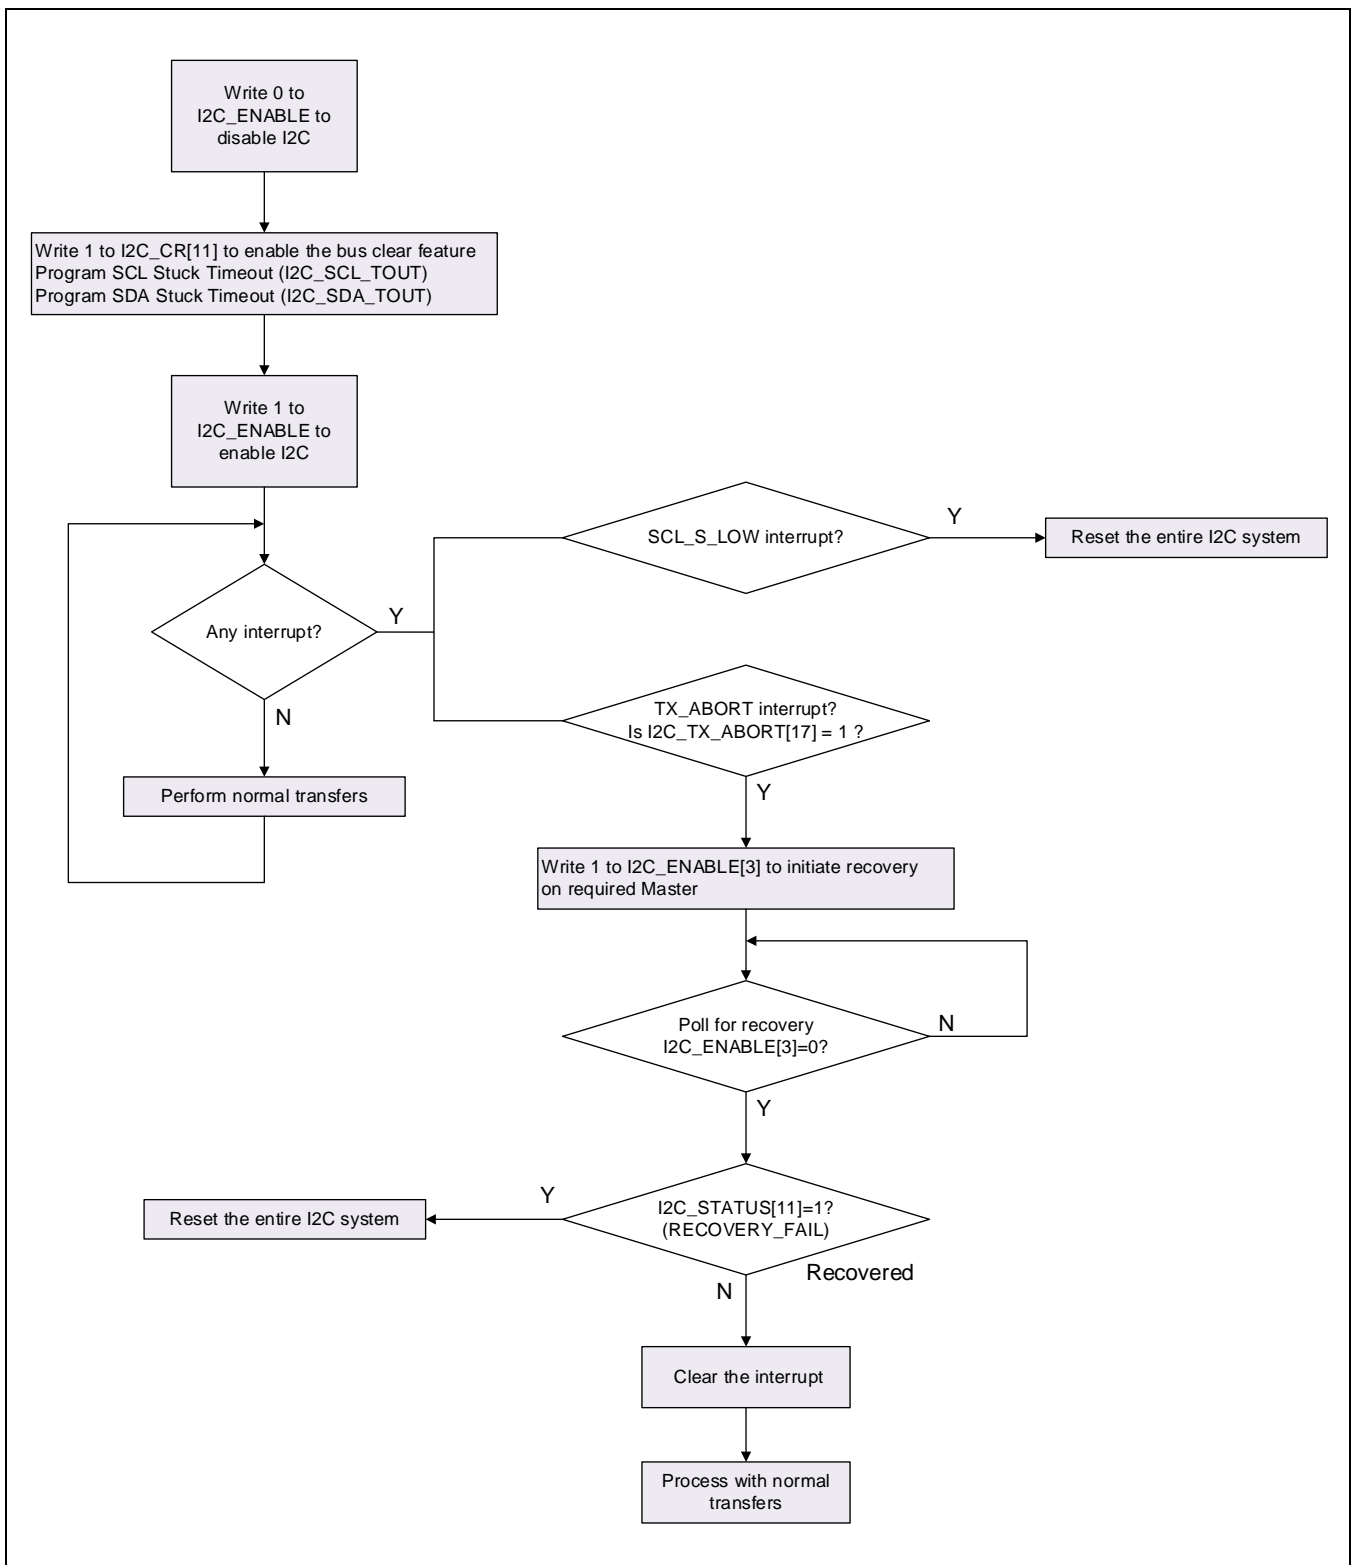 Write 0 to
I2C_ENABLE to
disable I2C
Write 1 to I2C_CR[11] to enable the bus clear feature
Program SCL Stuck Timeout (I2C_SCL_TOUT)
Program SDA Stuck Timeout (I2C_SDA_TOUT)
Write 1 to
I2C_ENABLE to
enable I2C
SCL_S_LOW interrupt?
Y
Reset the entire I2C system
Any interrupt?
Y
N
Perform normal transfers
TX_ABORT interrupt?
Is I2C_TX_ABORT[17] = 1 ?
Y
Write 1 to I2C_ENABLE[3] to initiate recovery
on required Master
Poll for recovery
I2C_ENABLE[3]=0?
N
Y
I2C_STATUS[11]=1?
(RECOVERY_FAIL)
Y
Reset the entire I2C system
Recovered
N
Clear the interrupt
Process with normal
transfers